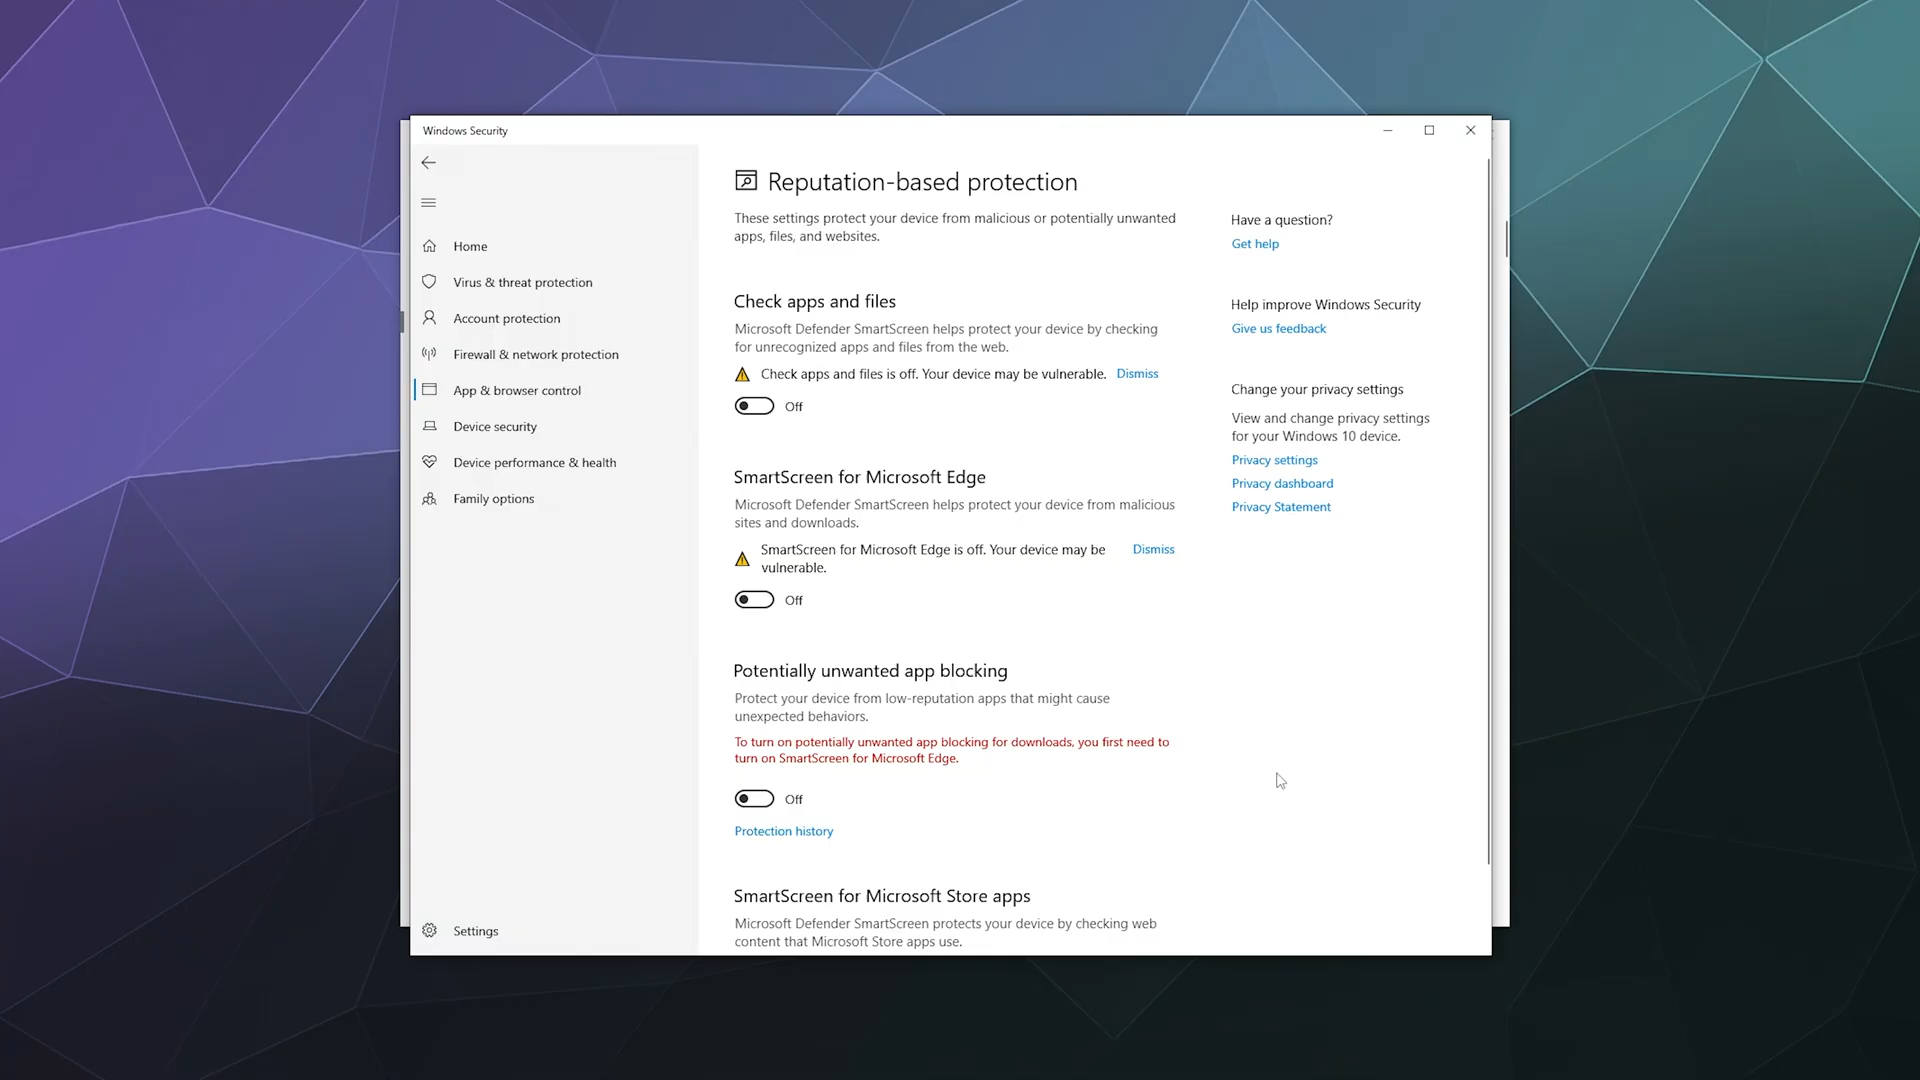 Windows Security
Home
Virus & threat protection
Account protection
Firewall & network protection
App & browser control
Device security
Device performance & health
Family options
Settings
Reputation-based protection
These settings protect your device from malicious or potentially unwanted
apps, files, and websites.
Check apps and files
Microsoft Defender SmartScreen helps protect your device by checking
for unrecognized apps and files from the web.
Check apps and files is off. Your device may be vulnerable. Dismiss
Off
SmartScreen for Microsoft Edge
Microsoft Defender SmartScreen helps protect your device from malicious
sites and downloads.
SmartScreen for Microsoft Edge is off. Your device may be Dismiss
vulnerable.
Off
Potentially unwanted app blocking
Protect your device from low-reputation apps that might cause
unexpected behaviors.
To turn on potentially unwanted app blocking for downloads, you first need to
turn on SmartScreen for Microsoft Edge.
Off
Protection history
SmartScreen for Microsoft Store apps
Microsoft Defender SmartScreen protects your device by checking web
content that Microsoft Store apps use.
Have a question?
Get help
Help improve Windows Security
Give us feedback
Change your privacy settings
View and change privacy settings
for your Windows 10 device.
Privacy settings
Privacy dashboard
Privacy Statement